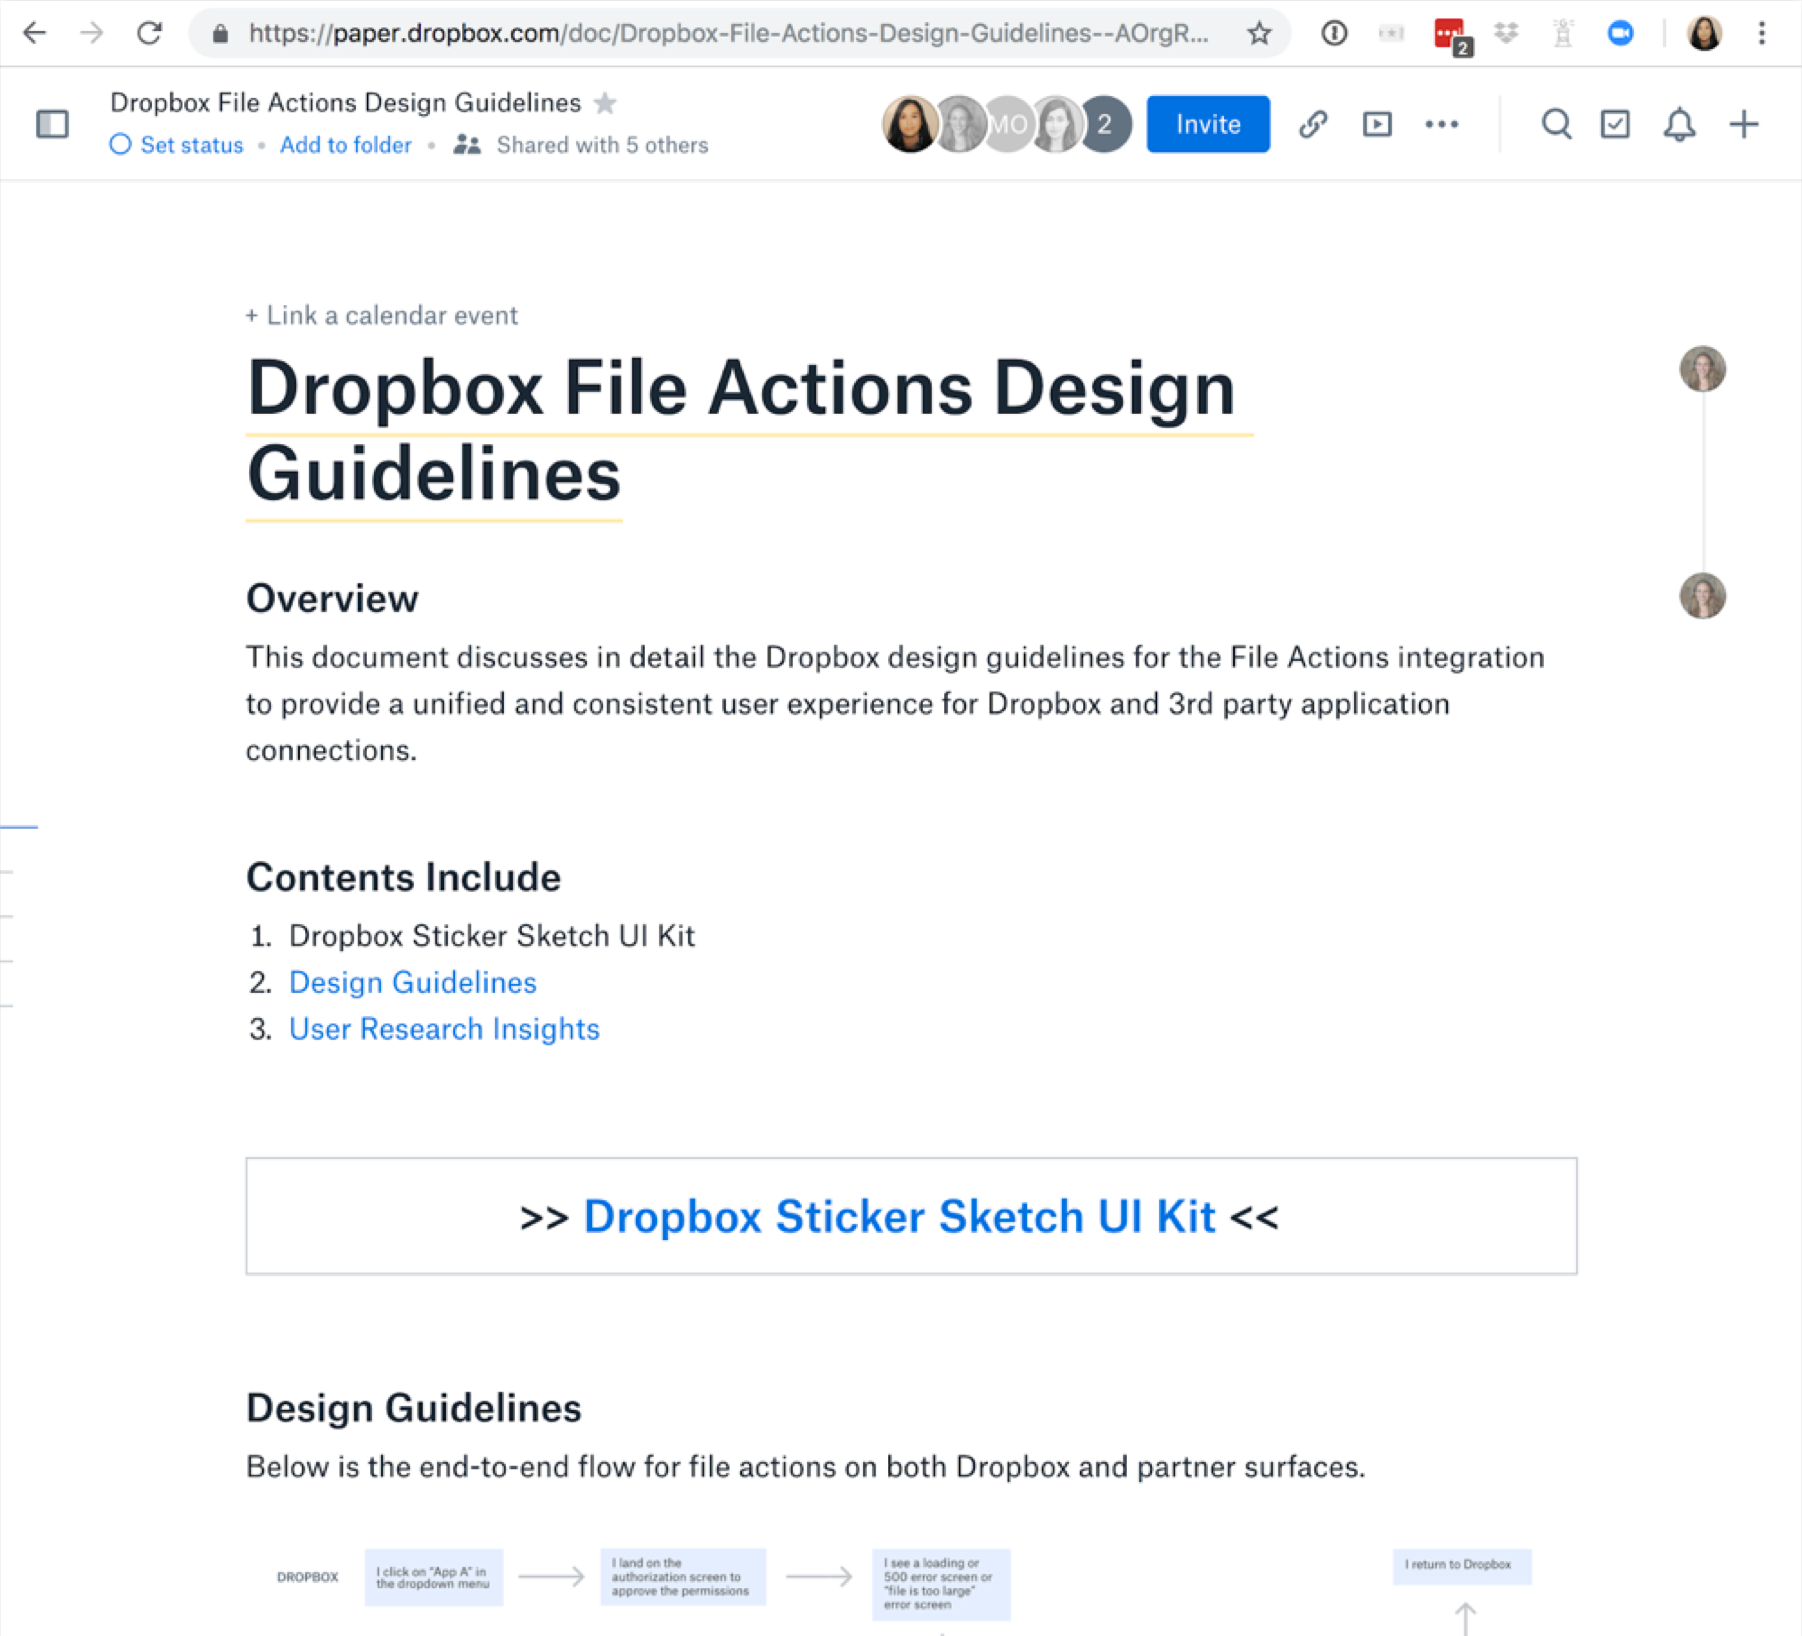 https://paper.dropbox.com/doc/Dropbox-File-Actions-Design-Guidelines--AOrgR...
2
Dropbox File Actions Design Guidelines
Set status • Add to folder • Shared with 5 others
MO
2
Invite
+ Link a calendar event
Dropbox File Actions Design
Guidelines
Overview
This document discusses in detail the Dropbox design guidelines for the File Actions integration
to provide a unified and consistent user experience for Dropbox and 3rd party application
connections.
Contents Include
1. Dropbox Sticker Sketch UI Kit
2. Design Guidelines
3. User Research Insights
>> Dropbox Sticker Sketch UI Kit <<
Design Guidelines
Below is the end-to-end flow for file actions on both Dropbox and partner surfaces.
DROPBOX
I click on "App A" in
the dropdown menu
I land on the
authorization screen to
approve the permissions
I see a loading or
500 error screen or
"file is too large"
error screen
I return to Dropbox